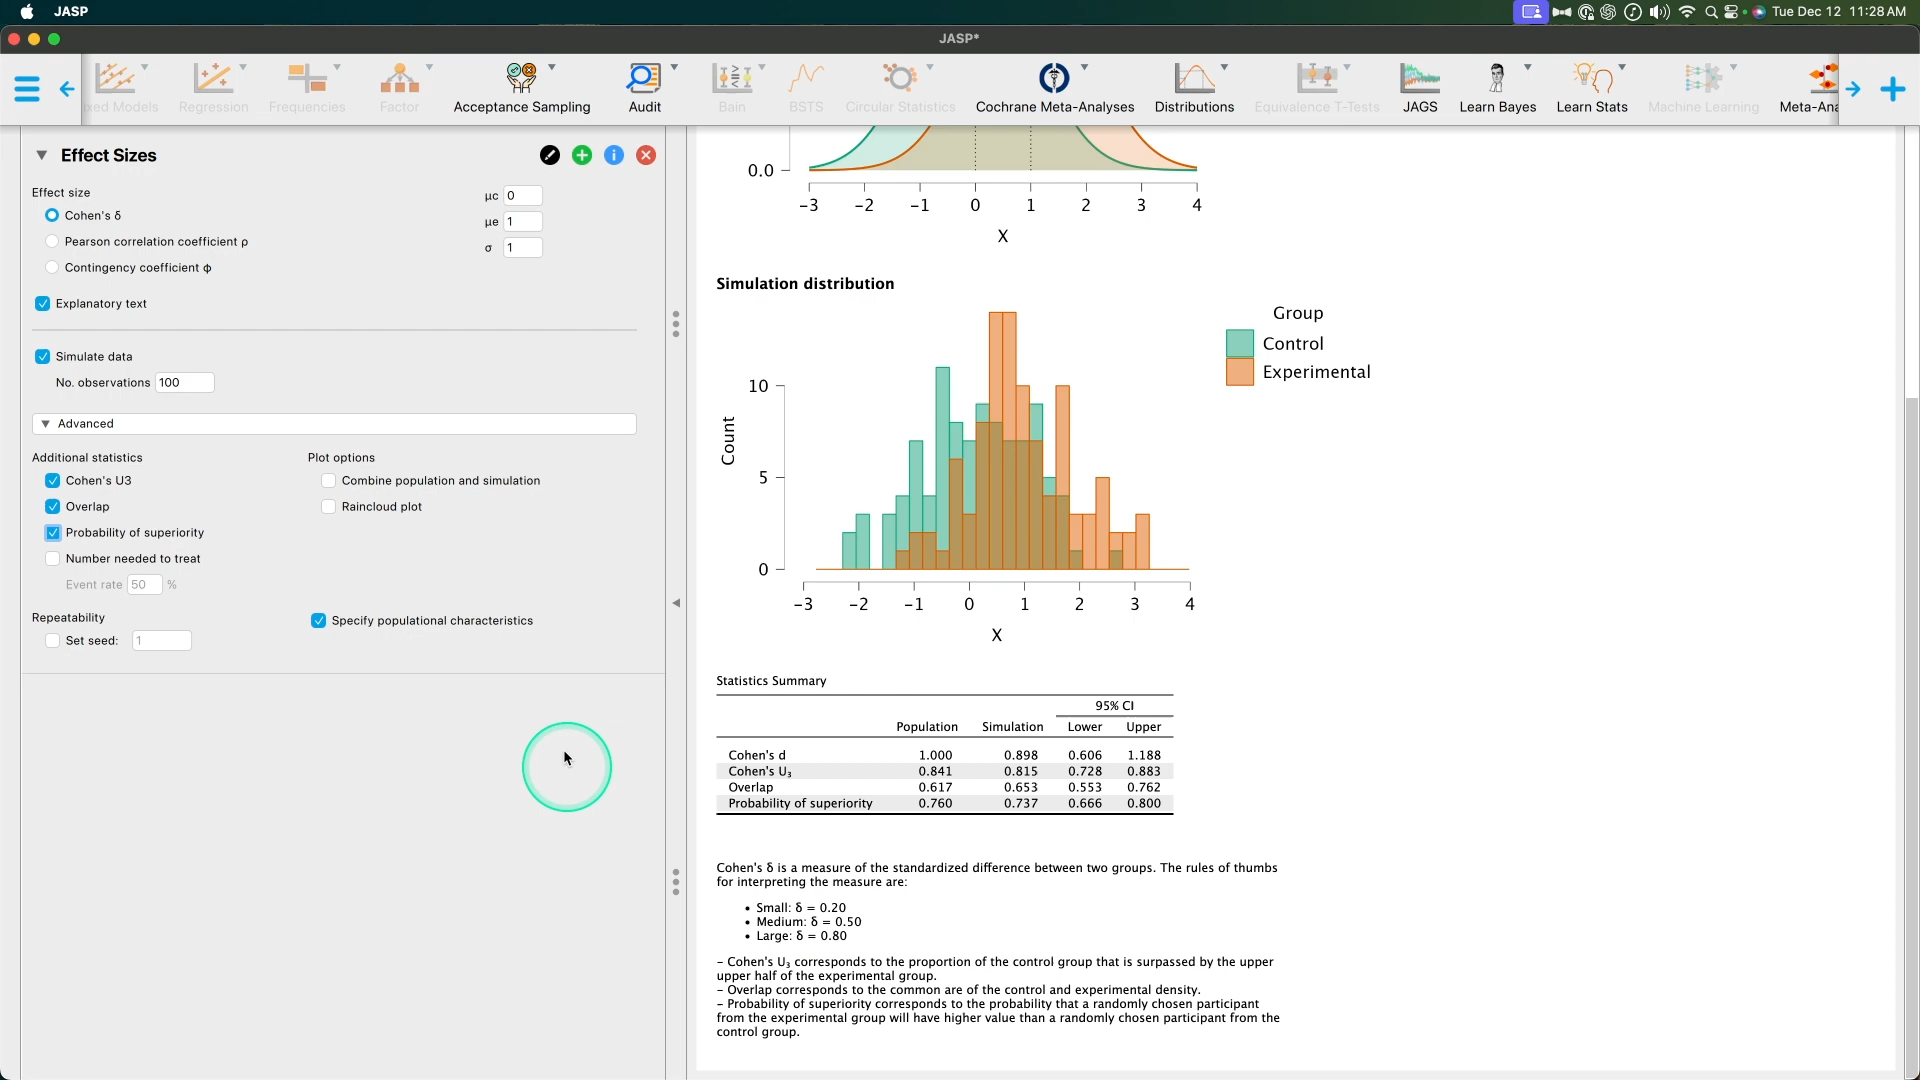 JASP
Tue Dec 12 11:28 AM
JASP*
xed Models Regression Frequencies Factor Acceptance Sampling Audit Bain BSTS Circular Statistics Cochrane Meta-Analyses Distributions Equivalence T-Tests JAGS Learn Bayes Learn Stats Machine Learning Meta-Ana
Effect Sizes
Effect size
Cohen's δ
Pearson correlation coefficient ρ
Contingency coefficient ϕ
μc 0
μe 1
σ 1
Explanatory text
Simulate data
No. observations 100
Advanced
Additional statistics
Cohen's U3
Overlap
Probability of superiority
Number needed to treat
Event rate 50 %
Plot options
Combine population and simulation
Raincloud plot
Repeatability
Set seed: 1
Specify populational characteristics
0.0
−3 −2 −1 0 1 2 3 4
X
Simulation distribution
Group
Control
Experimental
Count
10
5
0
−3 −2 −1 0 1 2 3 4
X
Statistics Summary
95% CI
Population Simulation Lower Upper
Cohen's d 1.000 0.898 0.606 1.188
Cohen's U₃ 0.841 0.815 0.728 0.883
Overlap 0.617 0.653 0.553 0.762
Probability of superiority 0.760 0.737 0.666 0.800
Cohen's δ is a measure of the standardized difference between two groups. The rules of thumbs
for interpreting the measure are:
• Small: δ = 0.20
• Medium: δ = 0.50
• Large: δ = 0.80
– Cohen's U₃ corresponds to the proportion of the control group that is surpassed by the upper
upper half of the experimental group.
– Overlap corresponds to the common are of the control and experimental density.
– Probability of superiority corresponds to the probability that a randomly chosen participant
from the experimental group will have higher value than a randomly chosen participant from the
control group.